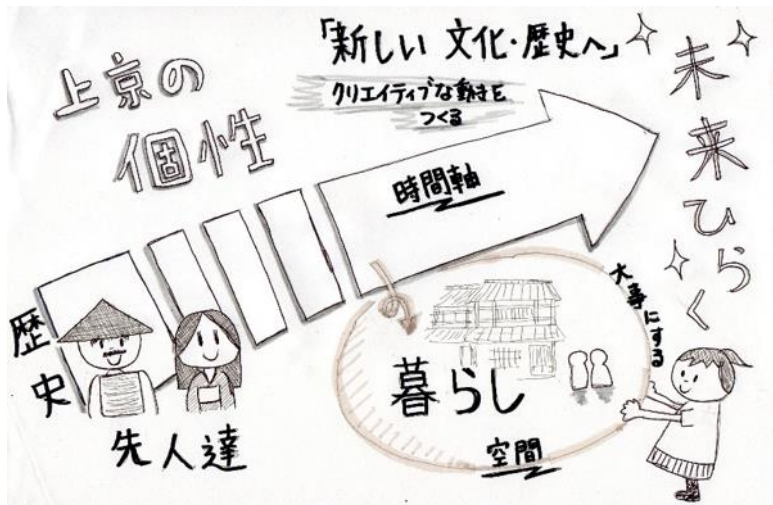 上京の
個性
「新しい 文化・歴史へ」
クリエイティブな動きを
つくる
未来ひらく
時間軸
歴史
先人達
大事にする
暮らし
空間